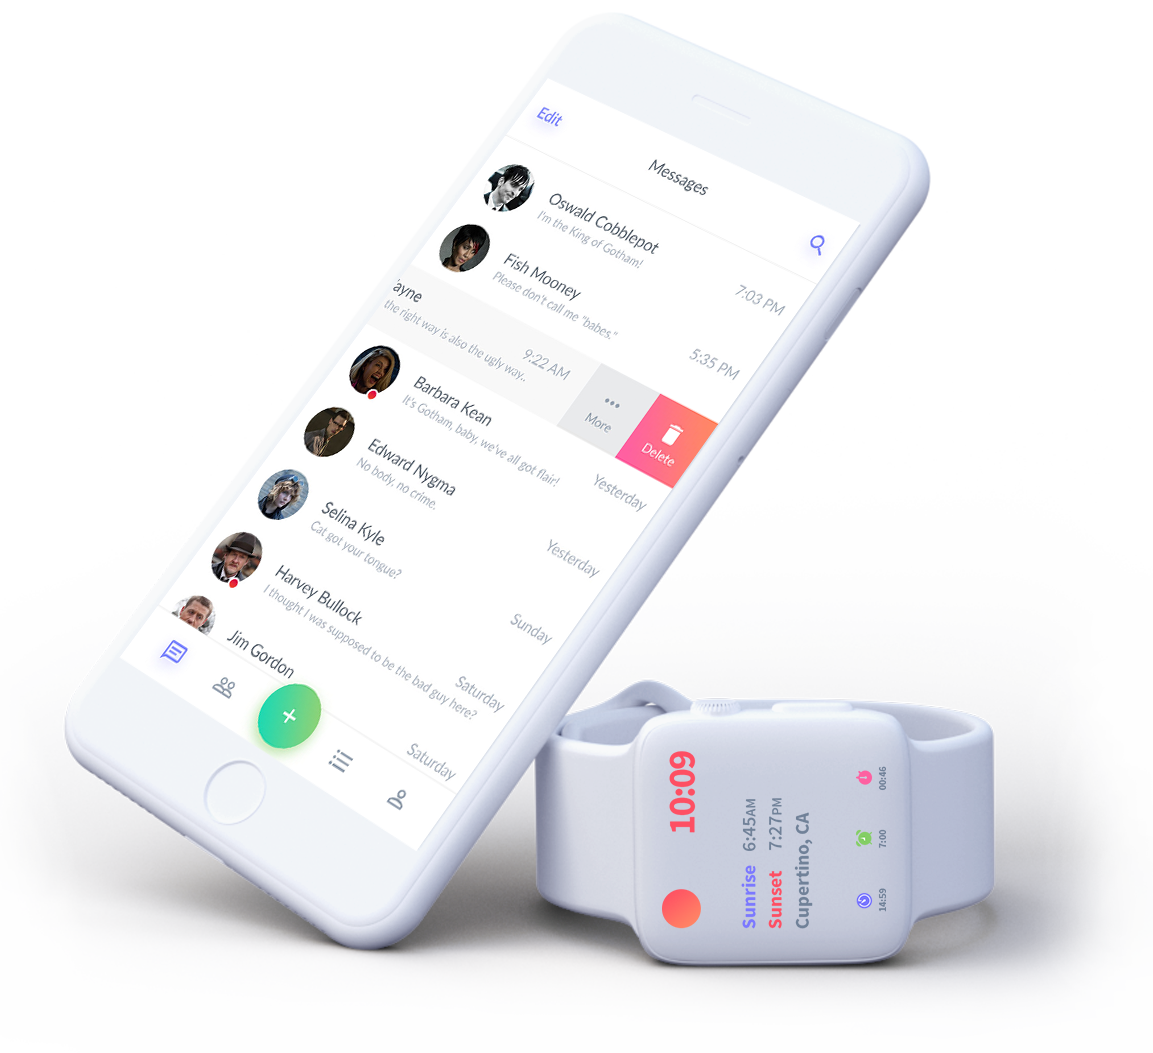 Edit
Messages
Oswald Cobblepot
I'm the King of Gotham!
7:03 PM
Fish Mooney
Please don't call me "babes."
5:35 PM
ayne
the right way is also the ugly way..
9:22 AM
More
Delete
Barbara Kean
It's Gotham, baby, we've all got flair!
Yesterday
Edward Nygma
No body, no crime.
Yesterday
Selina Kyle
Cat got your tongue?
Sunday
Harvey Bullock
I thought I was supposed to be the bad guy here?
Saturday
Jim Gordon
Saturday
10:09
Sunrise 6:45AM
Sunset 7:27PM
Cupertino, CA
14:59
7:00
00:46